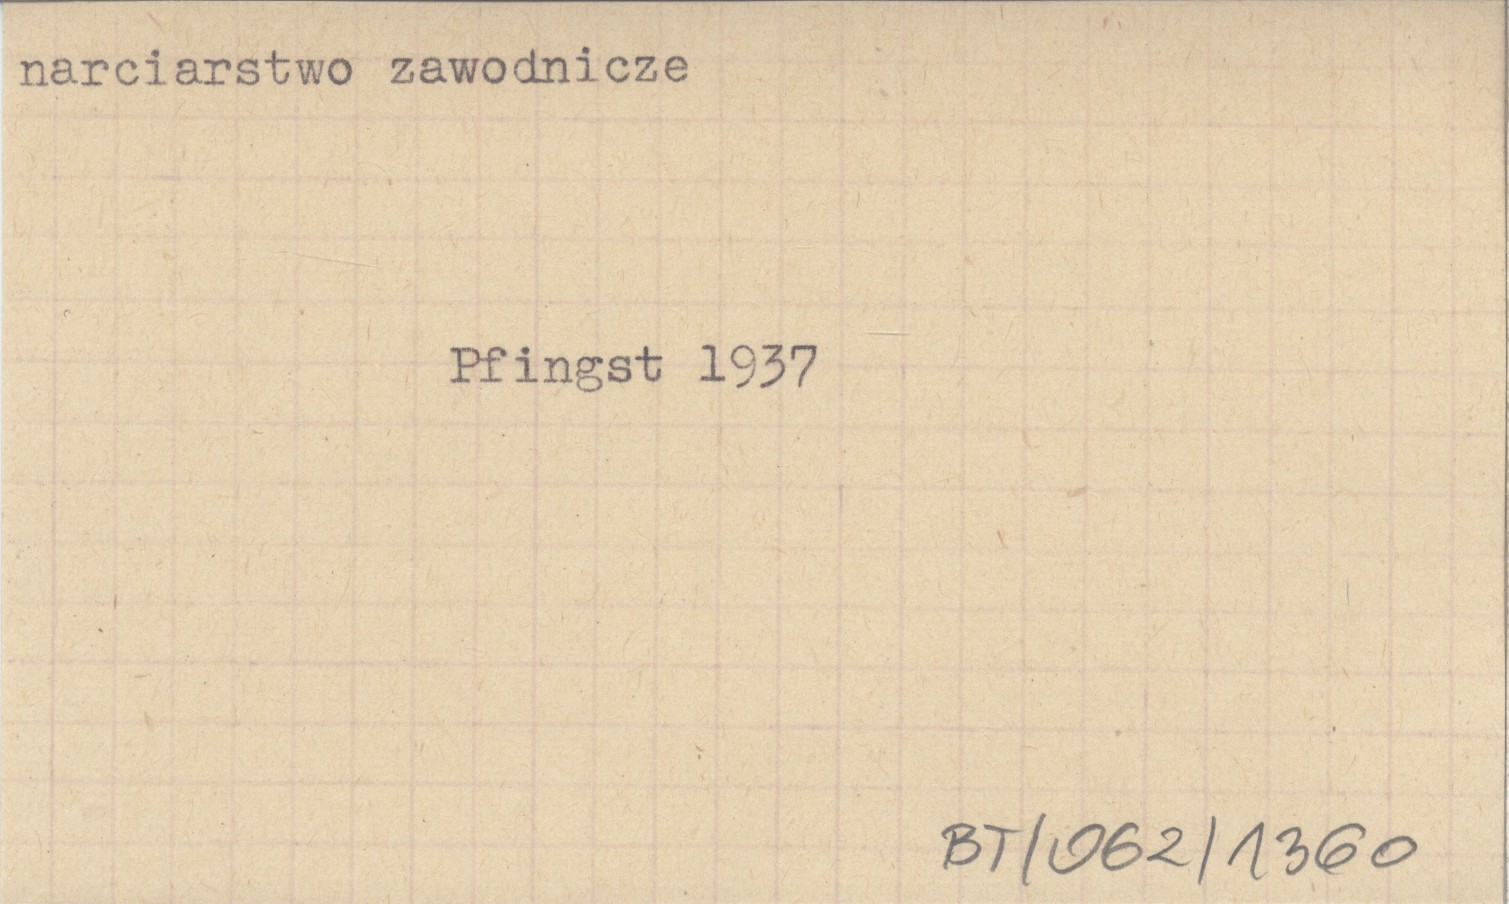 narciarstwo zawodnicze
Pfingst 1937
BT/062/1360